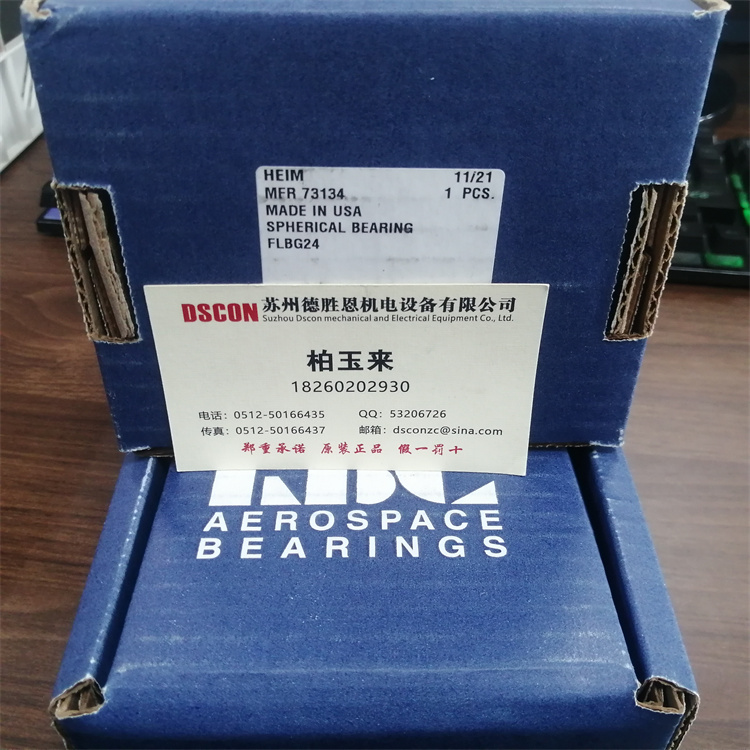 HEIM 11/21
MFR 73134 1 PCS.
MADE IN USA
SPHERICAL BEARING
FLBG24
DSCON 苏州德胜恩机电设备有限公司
Suzhou Dscon mechanical and Electrical Equipment Co., Ltd.
柏玉来
18260202930
电话：0512-50166435 QQ：53206726
传真：0512-50166437 邮箱：dsconzc@sina.com
郑重承诺 原装正品 假一罚十
AEROSPACE
BEARINGS